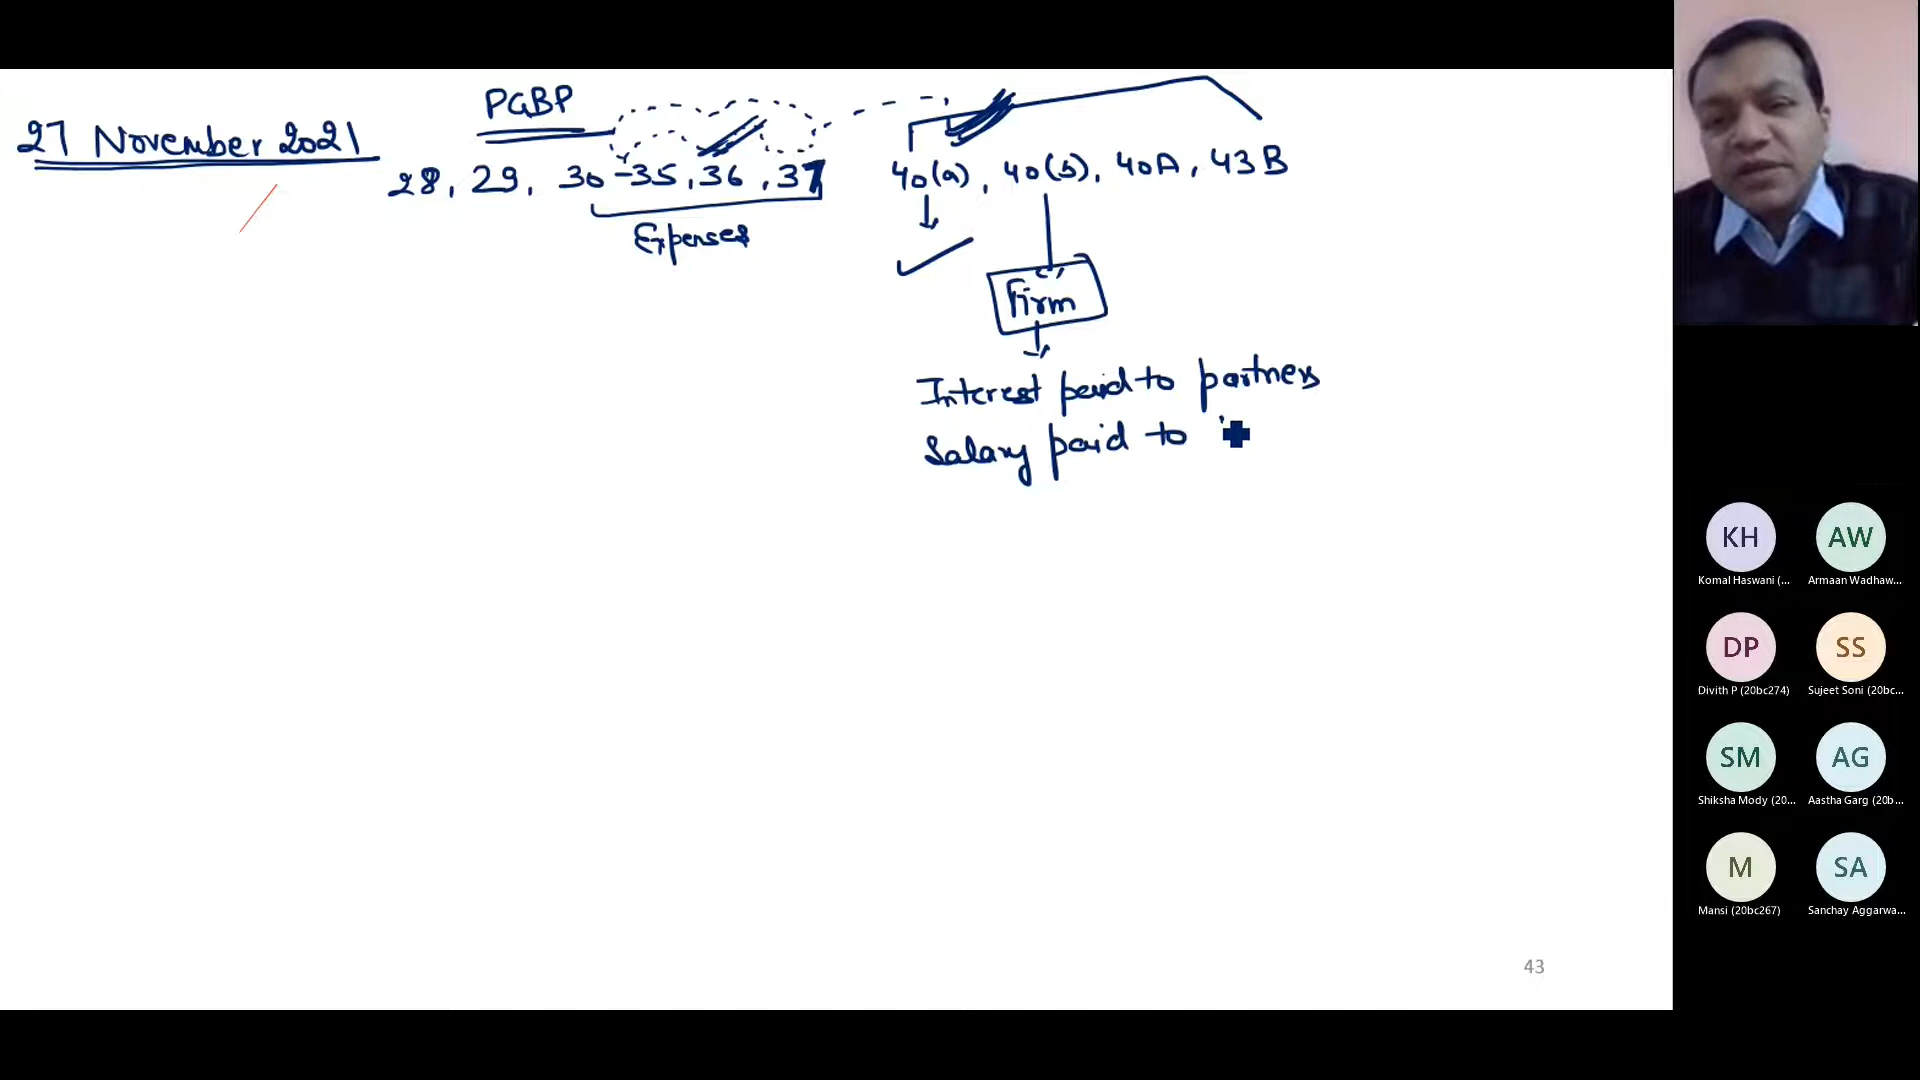 PGBP
27 November 2021
28, 29, 30-35, 36, 37
40(a), 40(b), 40A, 43B
Expenses
Firm
Interest paid to partners
Salary paid to "
43
KH
AW
Komal Haswani (...
Armaan Wadhaw...
DP
SS
Divith P (20bc274)
Sujeet Soni (20bc...
SM
AG
Shiksha Mody (20...
Aastha Garg (20b...
M
SA
Mansi (20bc267)
Sanchay Aggarwa...